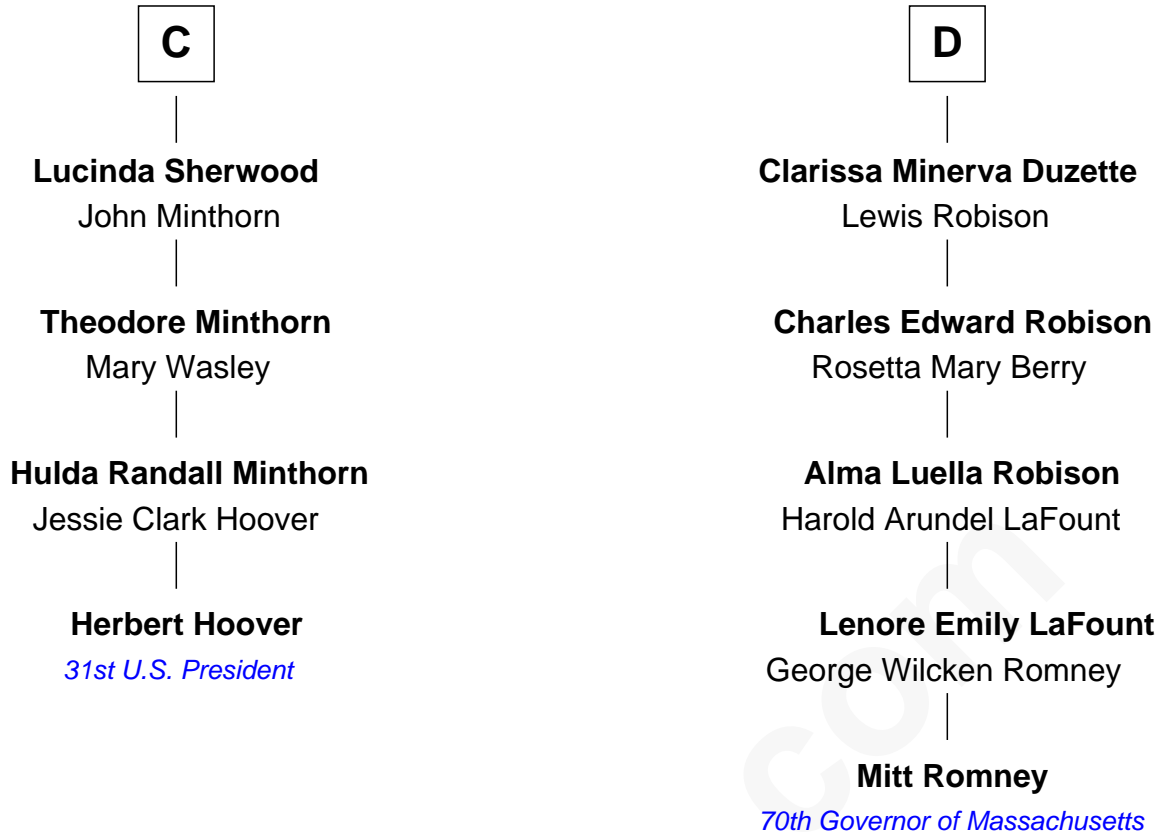 C
Lucinda Sherwood
John Minthorn
Theodore Minthorn
Mary Wasley
Hulda Randall Minthorn
Jessie Clark Hoover
Herbert Hoover
31st U.S. President
D
Clarissa Minerva Duzette
Lewis Robison
Charles Edward Robison
Rosetta Mary Berry
Alma Luella Robison
Harold Arundel LaFount
Lenore Emily LaFount
George Wilcken Romney
Mitt Romney
70th Governor of Massachusetts
com